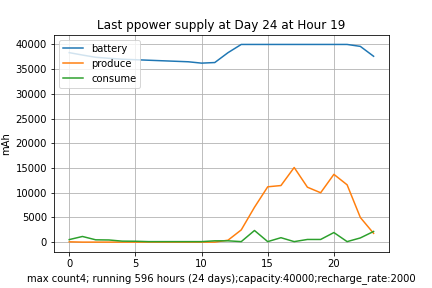 Last ppower supply at Day 24 at Hour 19
40000
35000
30000
25000
20000
15000
10000
5000
0
mAh
battery
produce
consume
0 5 10 15 20
max count4; running 596 hours (24 days);capacity:40000;recharge_rate:2000